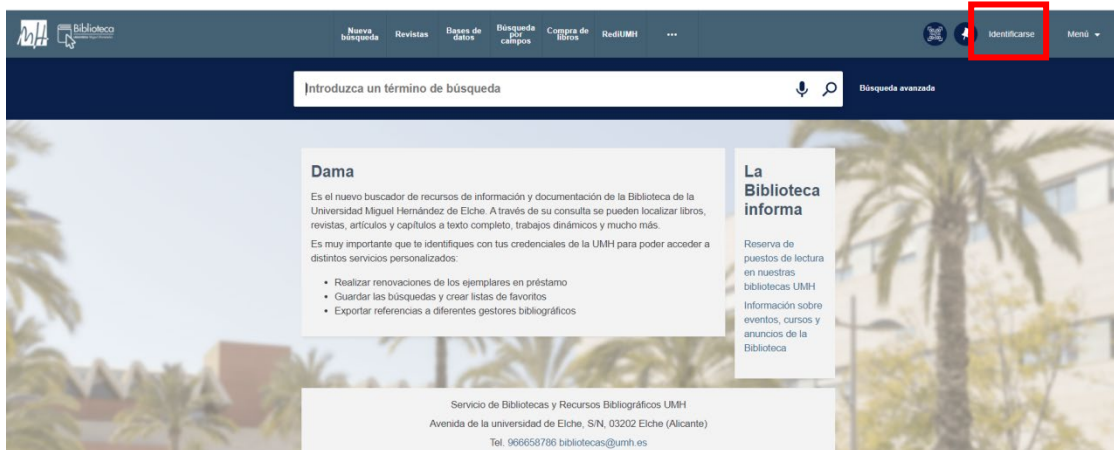 Biblioteca
Nueva búsqueda
Revistas
Bases de datos
Búsqueda por campos
Compra de libros
RediUMH
...
Identificarse
Menú
Introduzca un término de búsqueda
Búsqueda avanzada
Dama
Es el nuevo buscador de recursos de información y documentación de la Biblioteca de la
Universidad Miguel Hernández de Elche. A través de su consulta se pueden localizar libros,
revistas, artículos y capítulos a texto completo, trabajos dinámicos y mucho más.
Es muy importante que te identifiques con tus credenciales de la UMH para poder acceder a
distintos servicios personalizados:
• Realizar renovaciones de los ejemplares en préstamo
• Guardar las búsquedas y crear listas de favoritos
• Exportar referencias a diferentes gestores bibliográficos
La
Biblioteca
informa
Reserva de
puestos de lectura
en nuestras
bibliotecas UMH
Información sobre
eventos, cursos y
anuncios de la
Biblioteca
Servicio de Bibliotecas y Recursos Bibliográficos UMH
Avenida de la universidad de Elche, S/N, 03202 Elche (Alicante)
Tel. 966658786 bibliotecas@umh.es